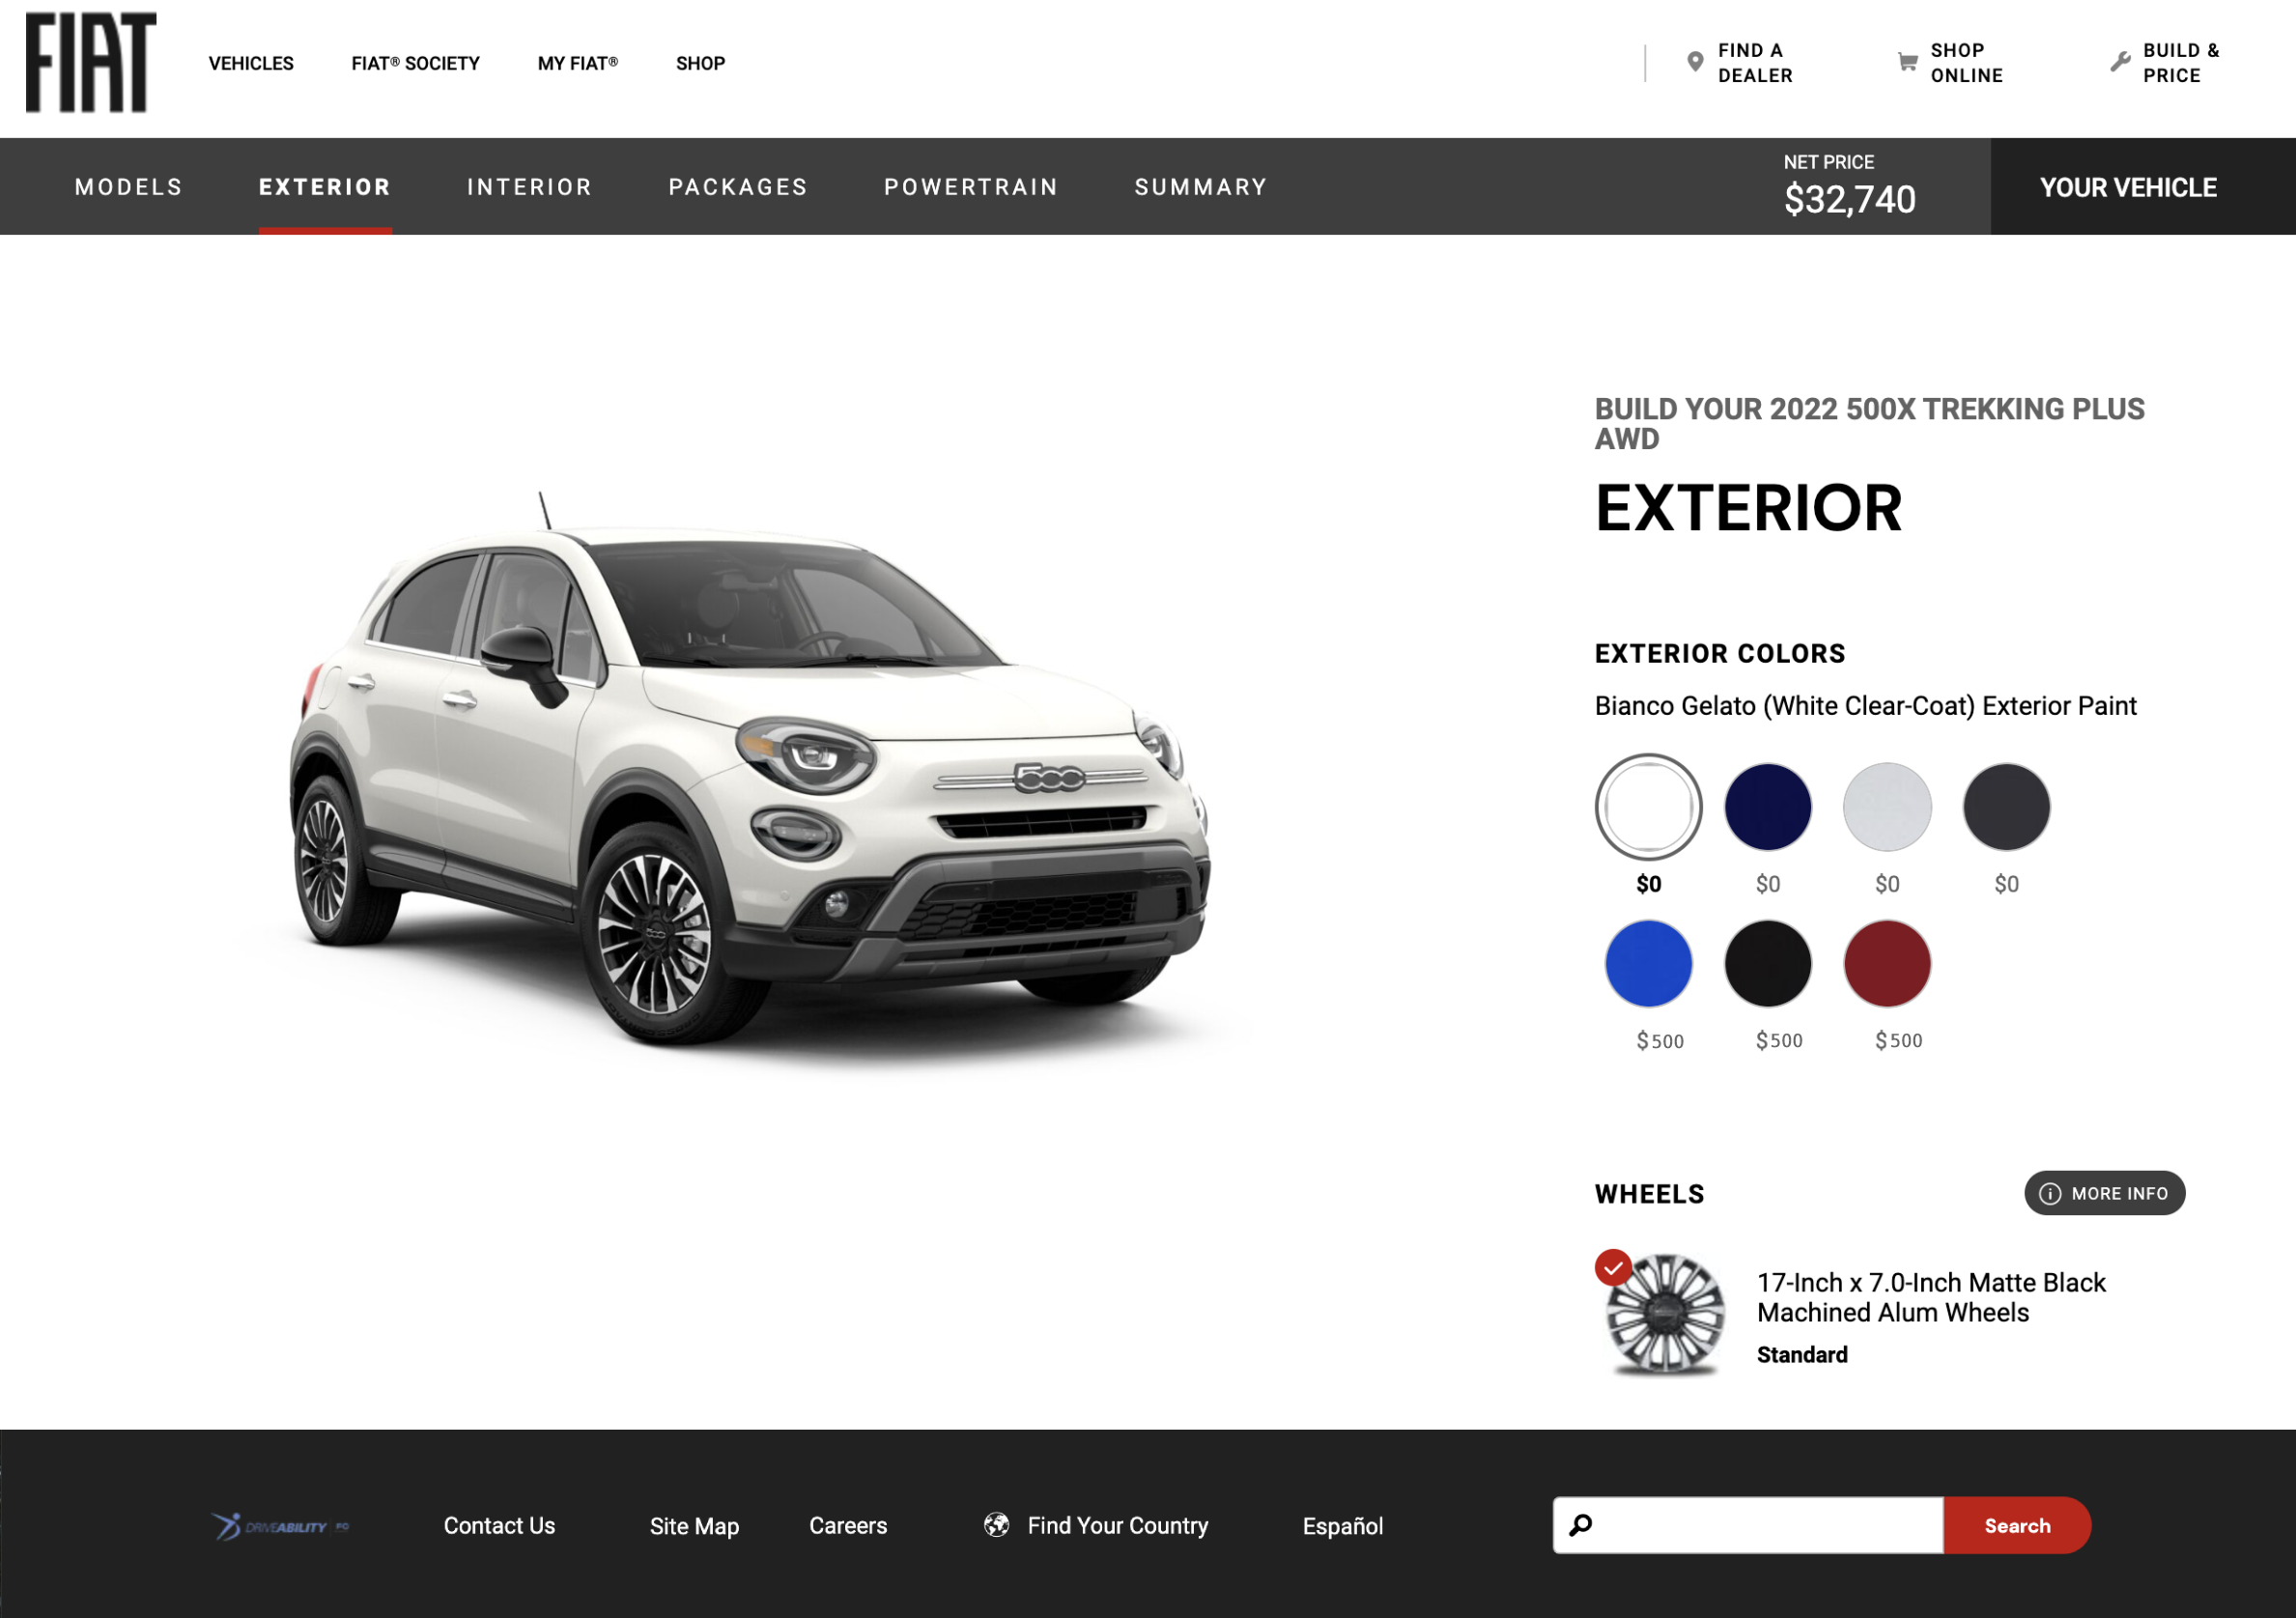 FIAT
VEHICLES
FIAT® SOCIETY
MY FIAT®
SHOP
FIND A
DEALER
SHOP
ONLINE
BUILD &
PRICE
MODELS
EXTERIOR
INTERIOR
PACKAGES
POWERTRAIN
SUMMARY
NET PRICE
$32,740
YOUR VEHICLE
BUILD YOUR 2022 500X TREKKING PLUS
AWD
EXTERIOR
500
500
EXTERIOR COLORS
Bianco Gelato (White Clear-Coat) Exterior Paint
$0
$0
$0
$0
$500
$500
$500
WHEELS
MORE INFO
17-Inch x 7.0-Inch Matte Black
Machined Alum Wheels
Standard
DRIVEABILITY
Contact Us
Site Map
Careers
Find Your Country
Español
Search